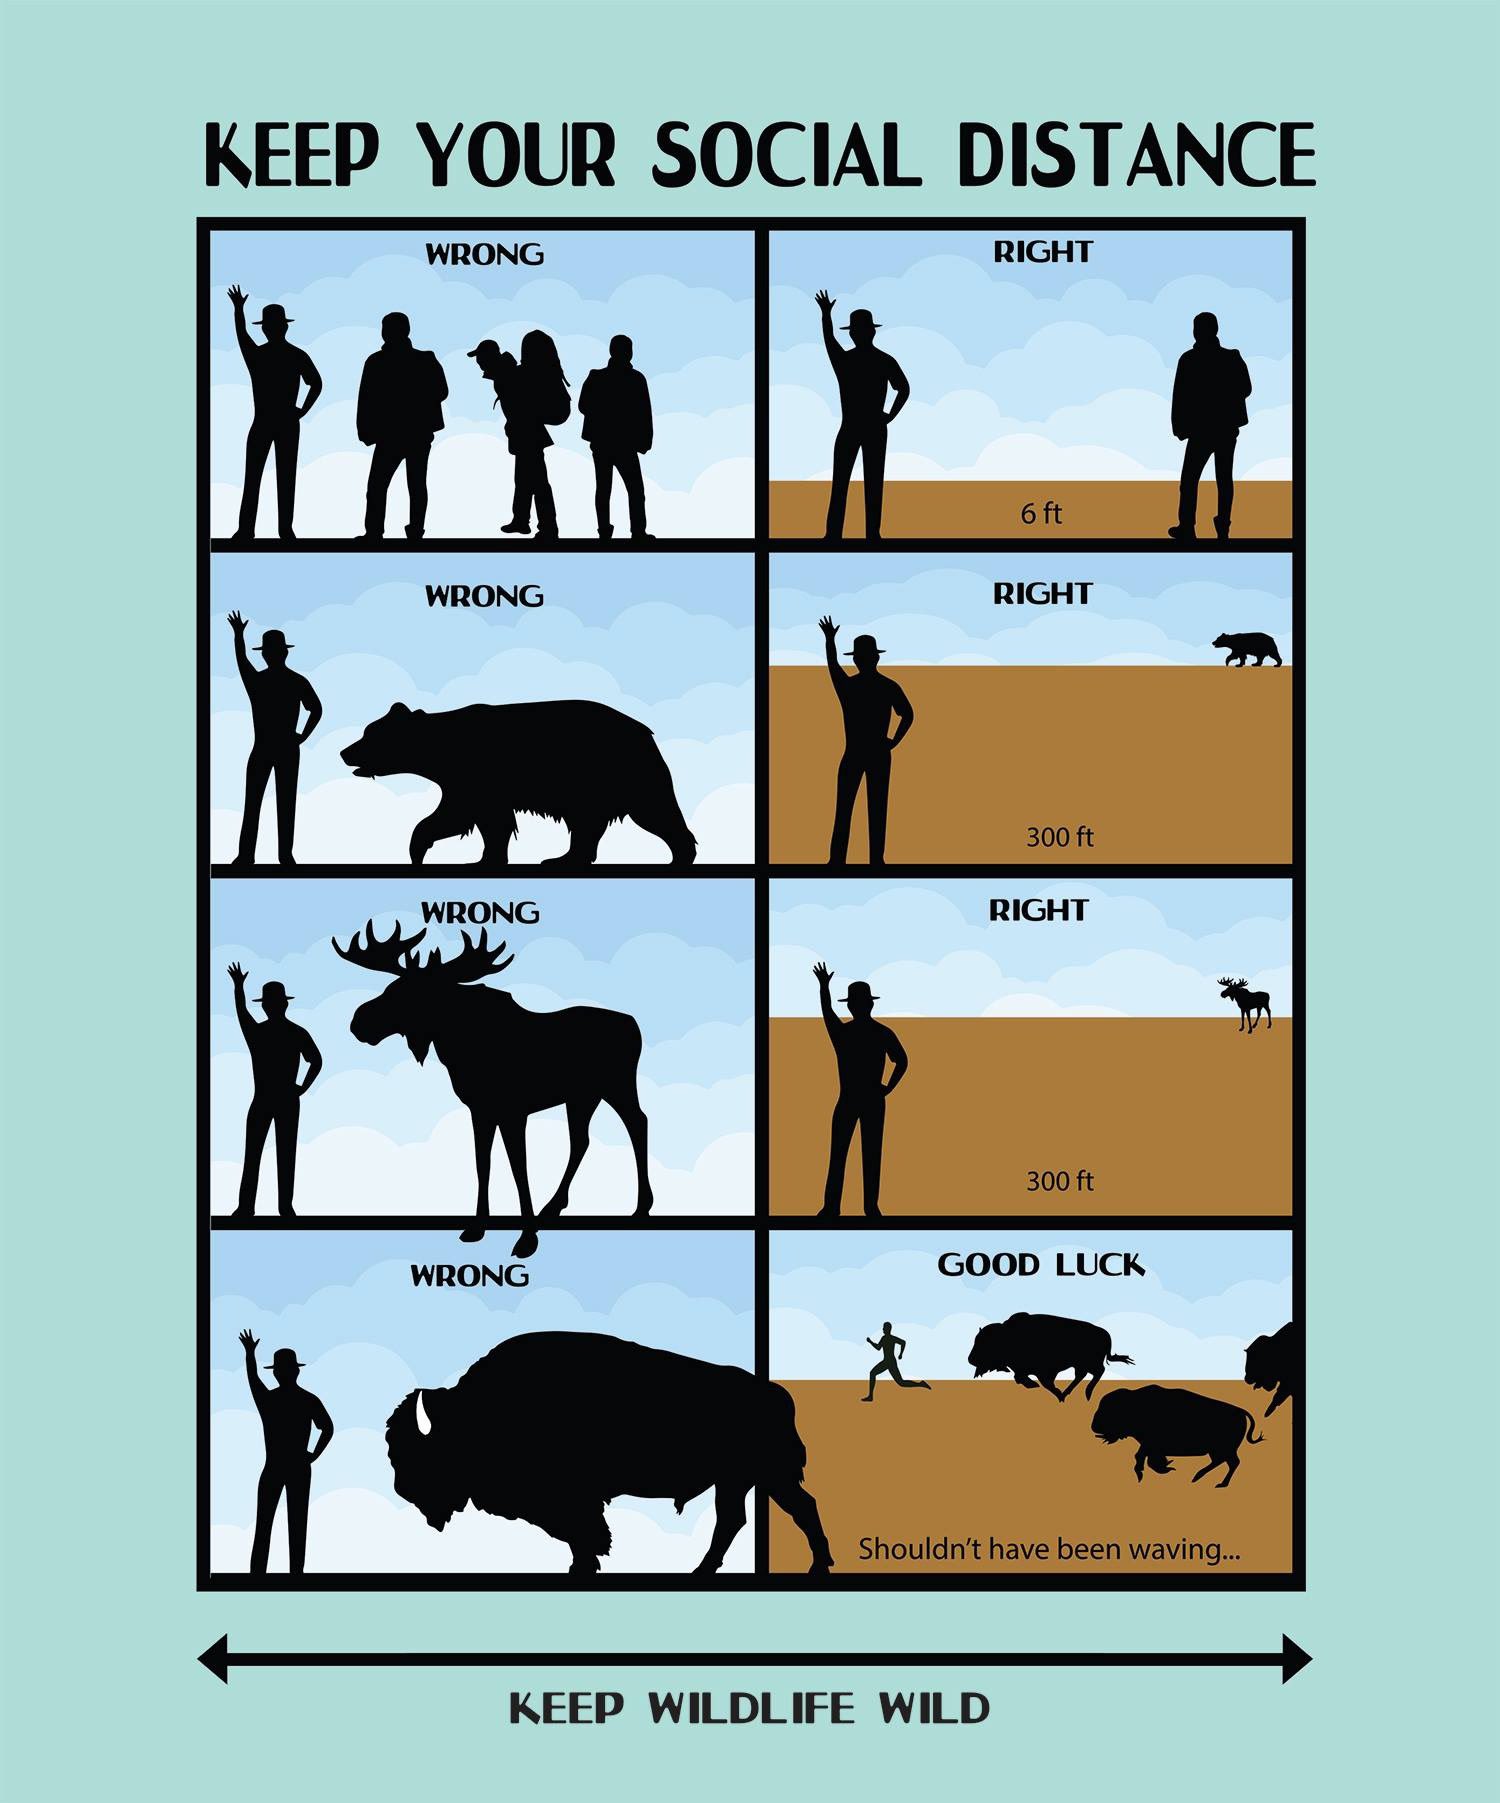 KEEP YOUR SOCIAL DISTANCE
WRONG
RIGHT
6 ft
WRONG
RIGHT
300 ft
WRONG
RIGHT
300 ft
WRONG
GOOD LUCK
Shouldn't have been waving...
KEEP WILDLIFE WILD